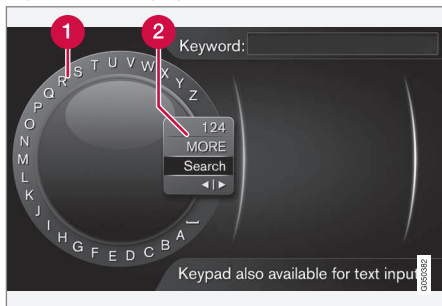 1
2
Keyword:
A B C D E F G H I J K L M N O P Q R S T U V W X Y Z
124
MORE
Search
Keypad also available for text input
G050382